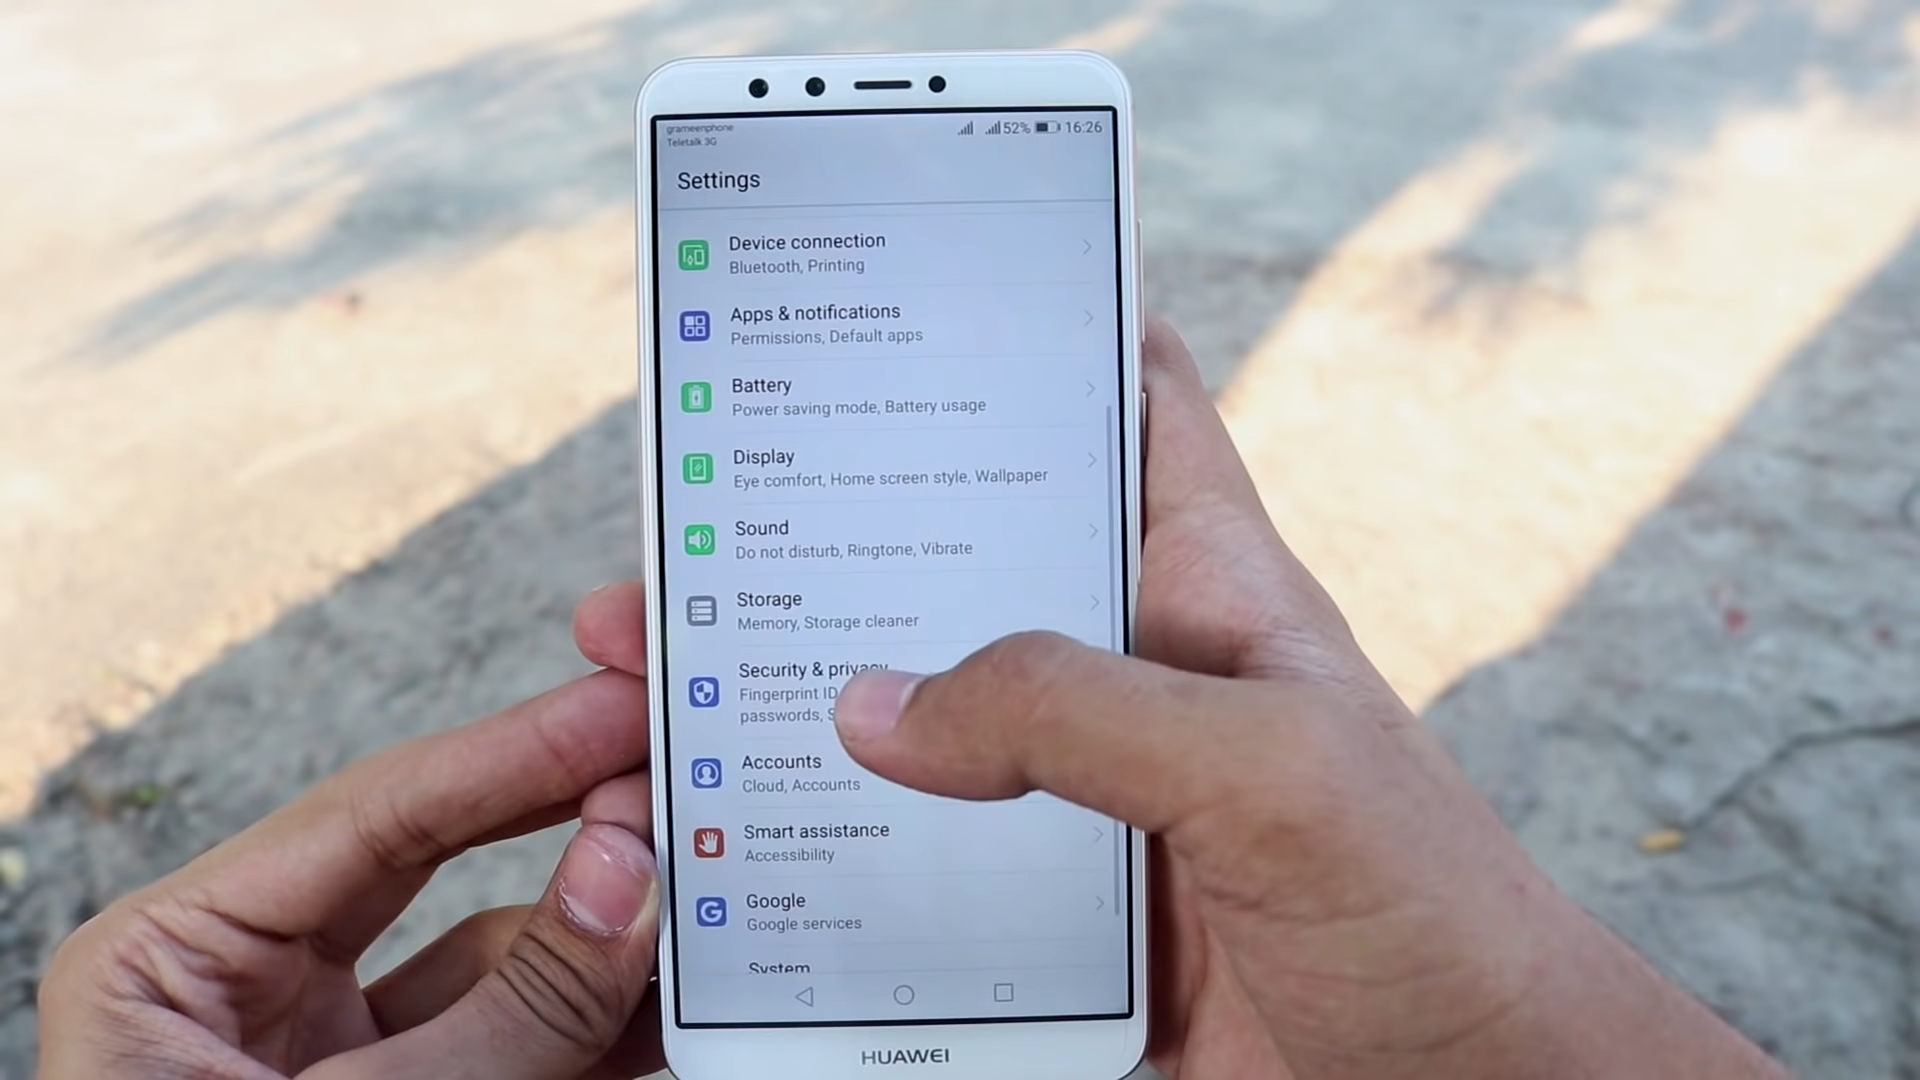 grameenphone
Teletalk 3G
52% 16:26
Settings
Device connection
Bluetooth, Printing
Apps & notifications
Permissions, Default apps
Battery
Power saving mode, Battery usage
Display
Eye comfort, Home screen style, Wallpaper
Sound
Do not disturb, Ringtone, Vibrate
Storage
Memory, Storage cleaner
Security & privacy
Fingerprint ID
passwords, S
Accounts
Cloud, Accounts
Smart assistance
Accessibility
Google
Google services
System
HUAWEI